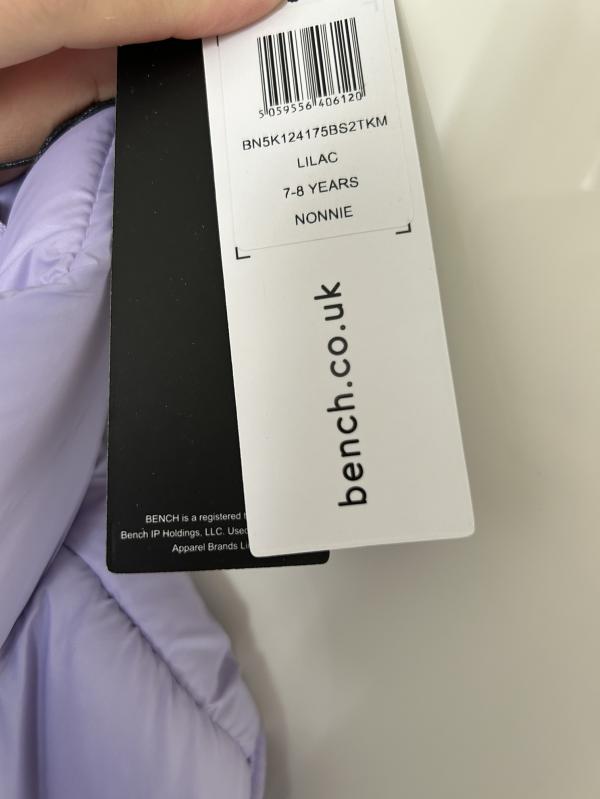 5 059556 406120
BN5K124175BS2TKM
LILAC
7-8 YEARS
NONNIE
bench.co.uk
BENCH is a registered
Bench IP Holdings, LLC. Used
Apparel Brands